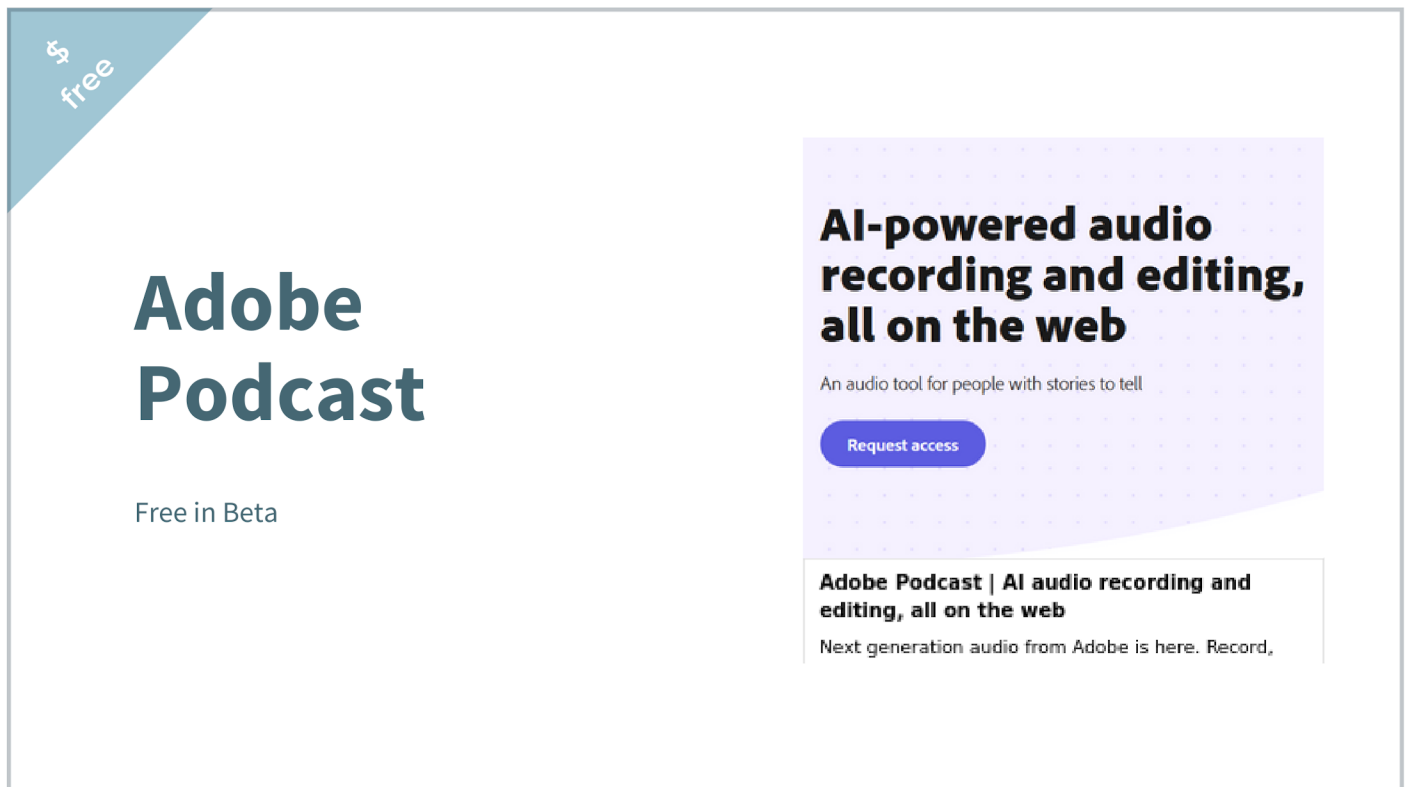 $
free
Adobe
Podcast
Free in Beta
AI-powered audio
recording and editing,
all on the web
An audio tool for people with stories to tell
Request access
Adobe Podcast | AI audio recording and
editing, all on the web
Next generation audio from Adobe is here. Record,